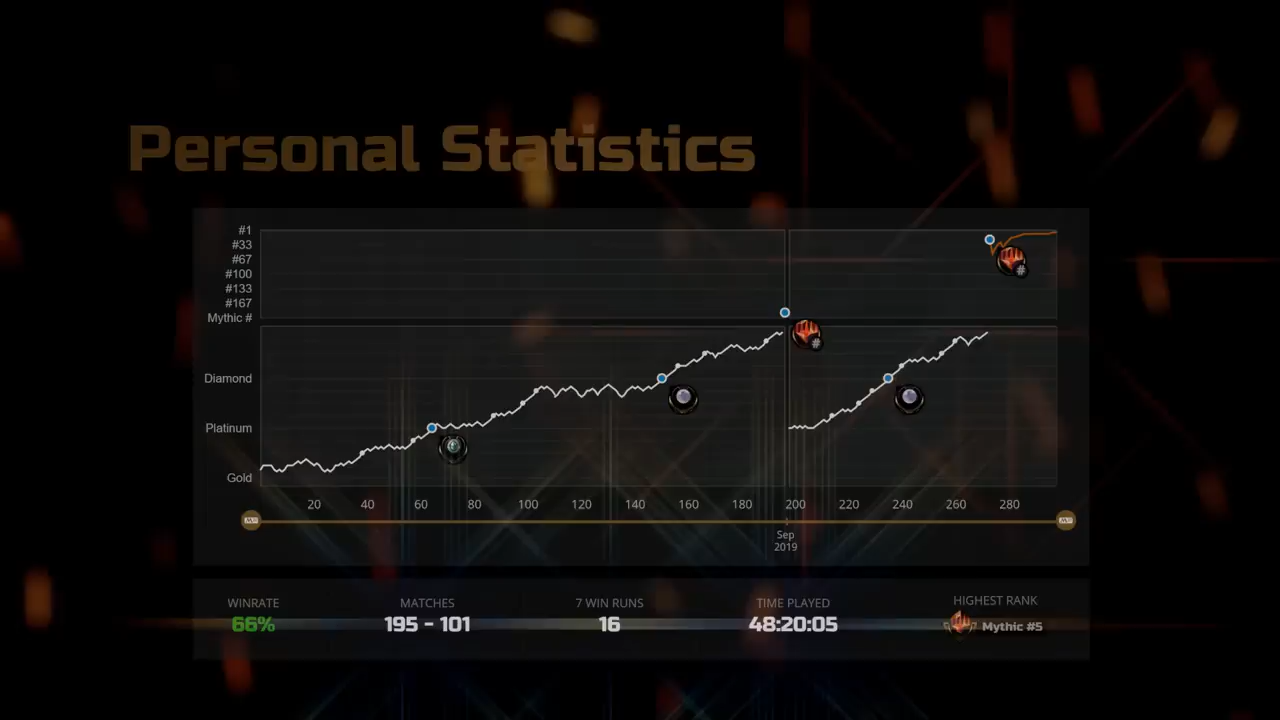 Personal Statistics
#1
#33
#67
#100
#133
#167
Mythic #
Diamond
Platinum
Gold
20 40 60 80 100 120 140 160 180 200 220 240 260 280
Sep
2019
WINRATE MATCHES 7 WIN RUNS TIME PLAYED HIGHEST RANK
66% 195 - 101 16 48:20:05 Mythic #5